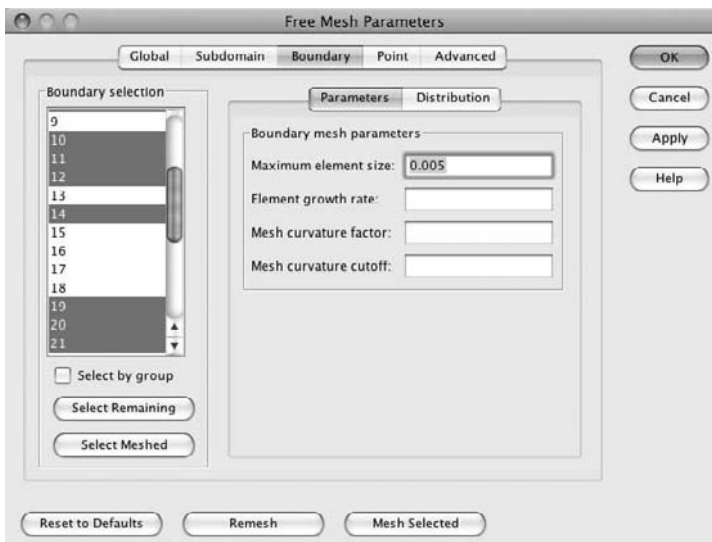 Free Mesh Parameters
Global Subdomain Boundary Point Advanced
Boundary selection
9
10
11
12
13
14
15
16
17
18
19
20
21
Select by group
Select Remaining
Select Meshed
Parameters Distribution
Boundary mesh parameters
Maximum element size: 0.005
Element growth rate:
Mesh curvature factor:
Mesh curvature cutoff:
OK
Cancel
Apply
Help
Reset to Defaults Remesh Mesh Selected